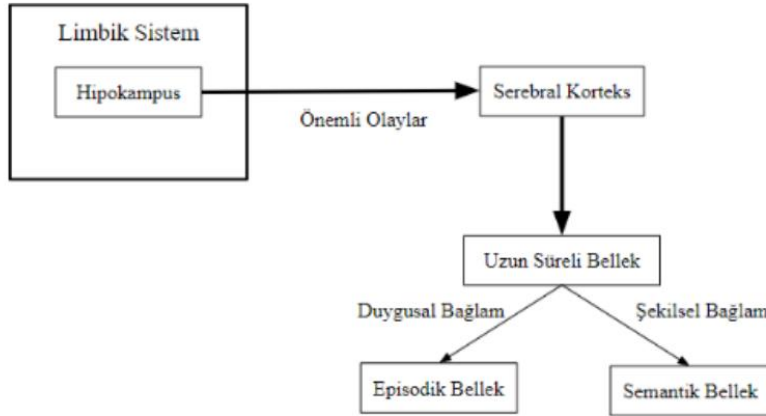 Limbik Sistem
Hipokampus
Serebral Korteks
Önemli Olaylar
Uzun Süreli Bellek
Duygusal Bağlam
Şekilsel Bağlam
Episodik Bellek
Semantik Bellek